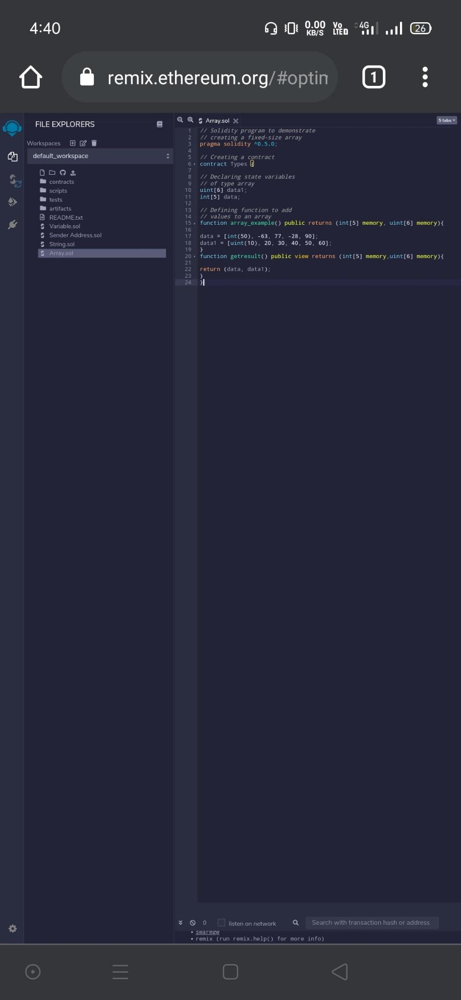 4:40
0.00 KB/S Vo LTE 4G 26
remix.ethereum.org/#optim
1
FILE EXPLORERS
Workspaces
default_workspace
contracts
scripts
tests
artifacts
README.txt
Variable.sol
Sender Address.sol
String.sol
Array.sol
Array.sol
5 tabs
1 // Solidity program to demonstrate
2 // creating a fixed-size array
3 pragma solidity ^0.5.0;
4
5 // Creating a contract
6 contract Types {
7
8 // Declaring state variables
9 // of type array
10 uint[6] data1;
11 int[5] data;
12
13 // Defining function to add
14 // values to an array
15 function array_example() public returns (int[5] memory, uint[6] memory){
16
17 data = [int(50), -63, 77, -28, 90];
18 data1 = [uint(10), 20, 30, 40, 50, 60];
19 }
20 function getresult() public view returns (int[5] memory,uint[6] memory){
21
22 return (data, data1);
23 }
24 }
0 listen on network Search with transaction hash or address
• swarmgw
• remix (run remix.help() for more info)